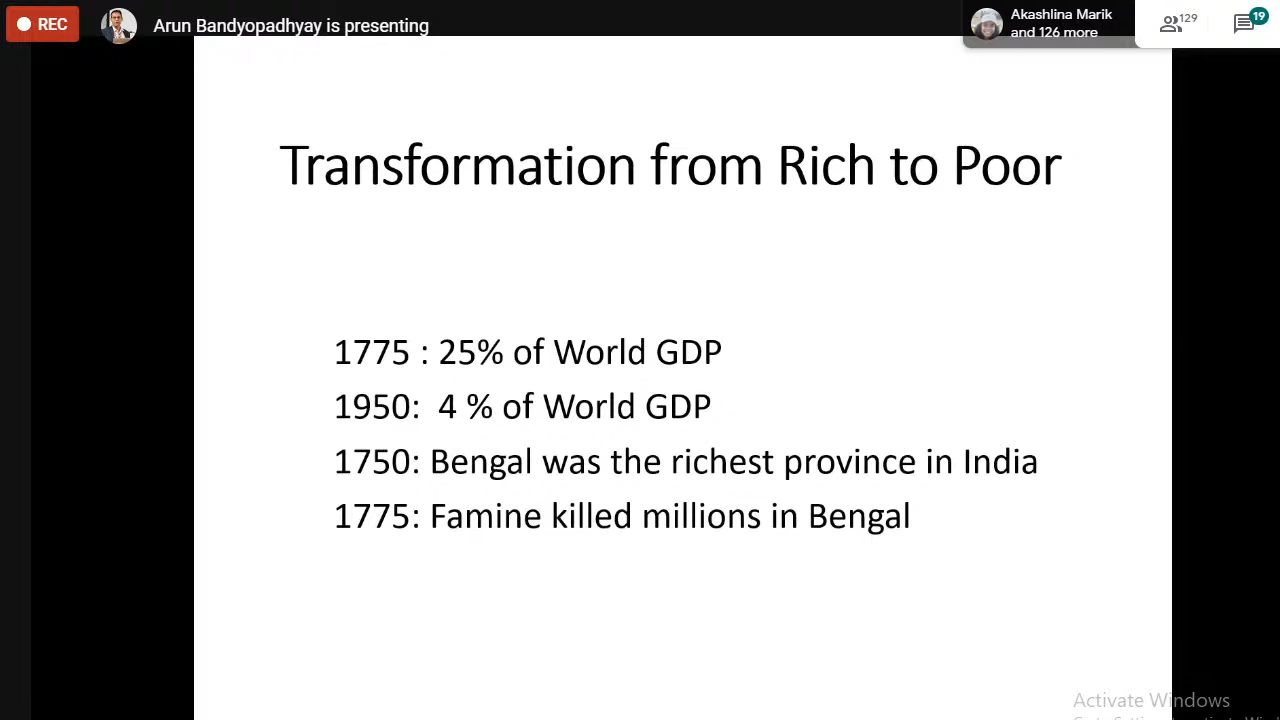 REC
Arun Bandyopadhyay is presenting
Akashlina Marik
and 126 more
129
19
Transformation from Rich to Poor
1775 : 25% of World GDP
1950:  4 % of World GDP
1750: Bengal was the richest province in India
1775: Famine killed millions in Bengal
Activate Windows